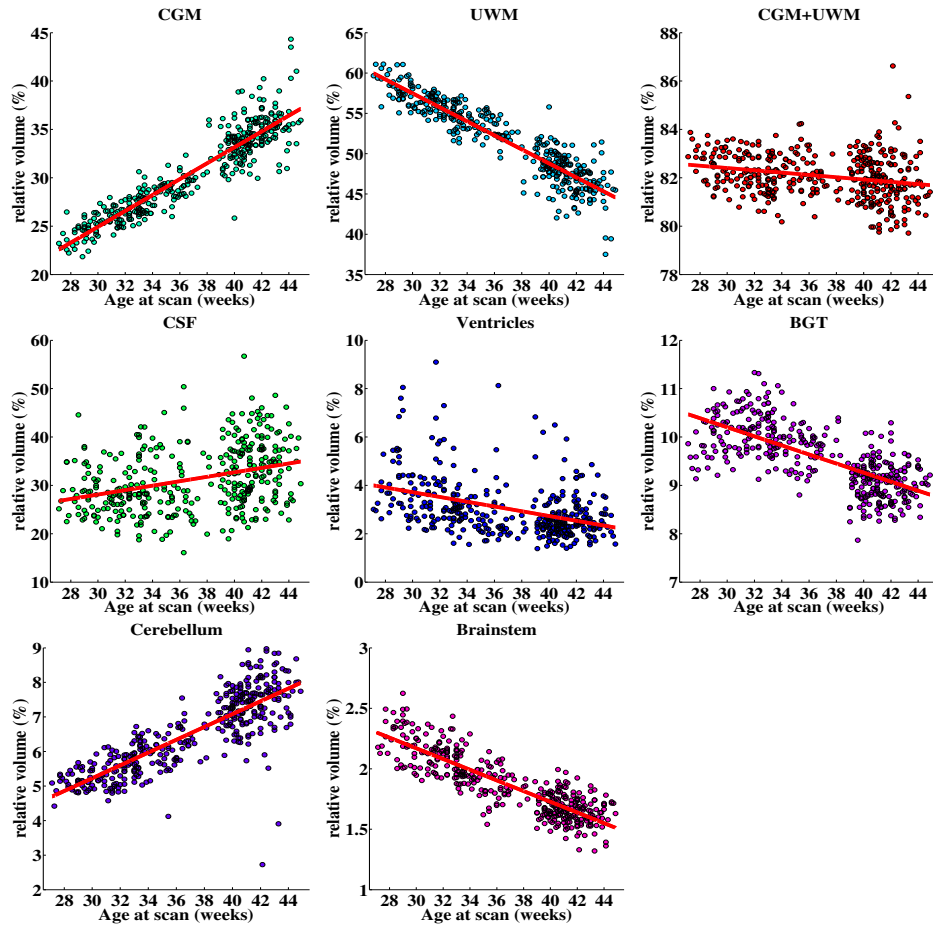 CGM
UWM
CGM+UWM
relative volume (%)
45
40
35
30
25
20
28 30 32 34 36 38 40 42 44
Age at scan (weeks)
relative volume (%)
65
60
55
50
45
40
35
28 30 32 34 36 38 40 42 44
Age at scan (weeks)
relative volume (%)
88
86
84
82
80
78
28 30 32 34 36 38 40 42 44
Age at scan (weeks)
CSF
Ventricles
BGT
relative volume (%)
60
50
40
30
20
10
28 30 32 34 36 38 40 42 44
Age at scan (weeks)
relative volume (%)
10
8
6
4
2
0
28 30 32 34 36 38 40 42 44
Age at scan (weeks)
relative volume (%)
12
11
10
9
8
7
28 30 32 34 36 38 40 42 44
Age at scan (weeks)
Cerebellum
Brainstem
relative volume (%)
9
8
7
6
5
4
3
2
28 30 32 34 36 38 40 42 44
Age at scan (weeks)
relative volume (%)
3
2.5
2
1.5
1
28 30 32 34 36 38 40 42 44
Age at scan (weeks)